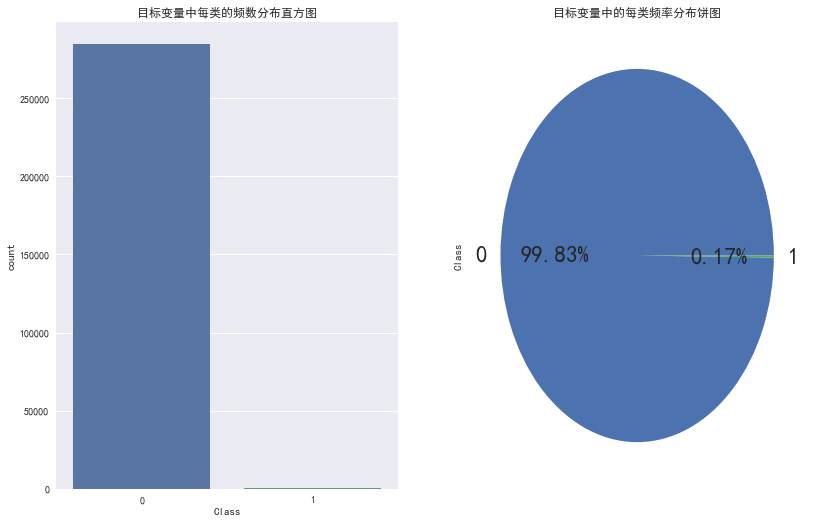 目标变量中每类的频数分布直方图
250000
200000
150000
100000
50000
0
count
0
1
Class
目标变量中的每类频率分布饼图
Class
0
99.83%
0.17%
1